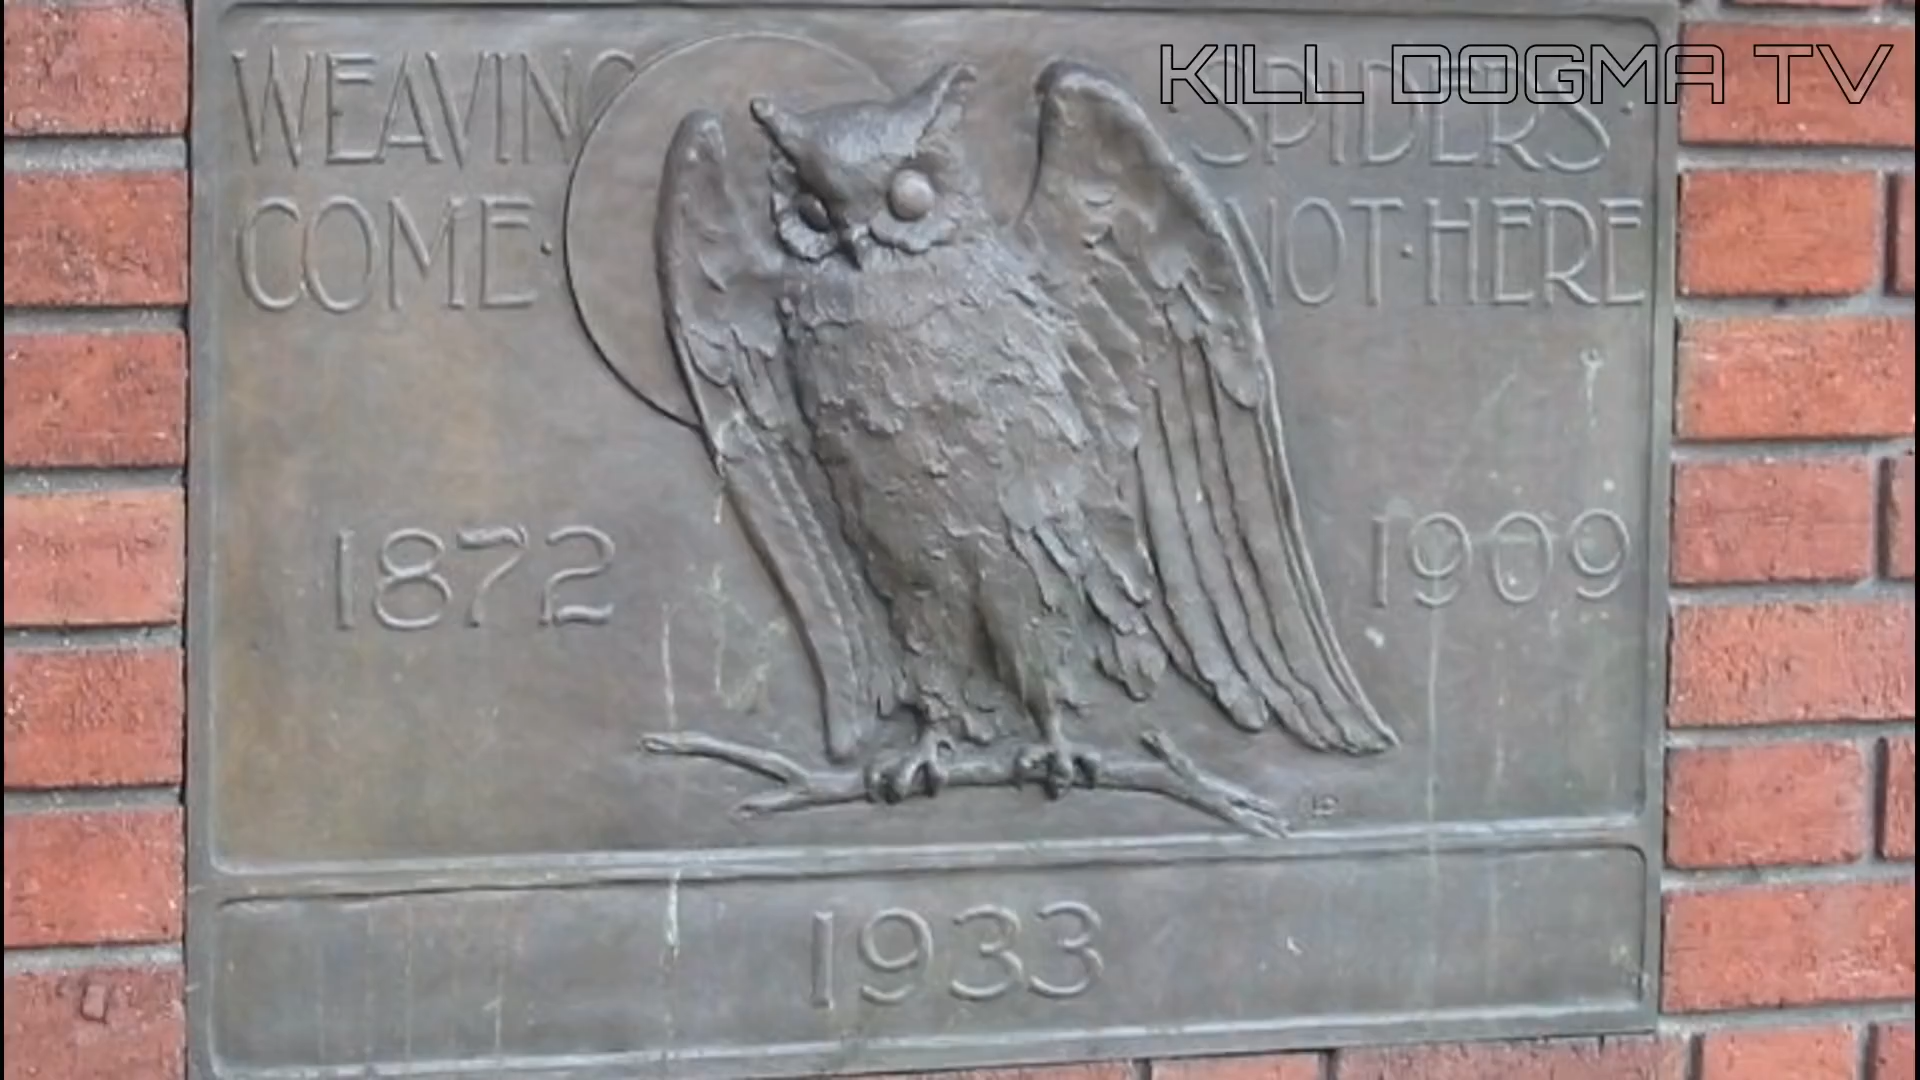 KILL DOGMA TV
WEAVING SPIDERS·
COME· NOT·HERE
1872 1909
1933